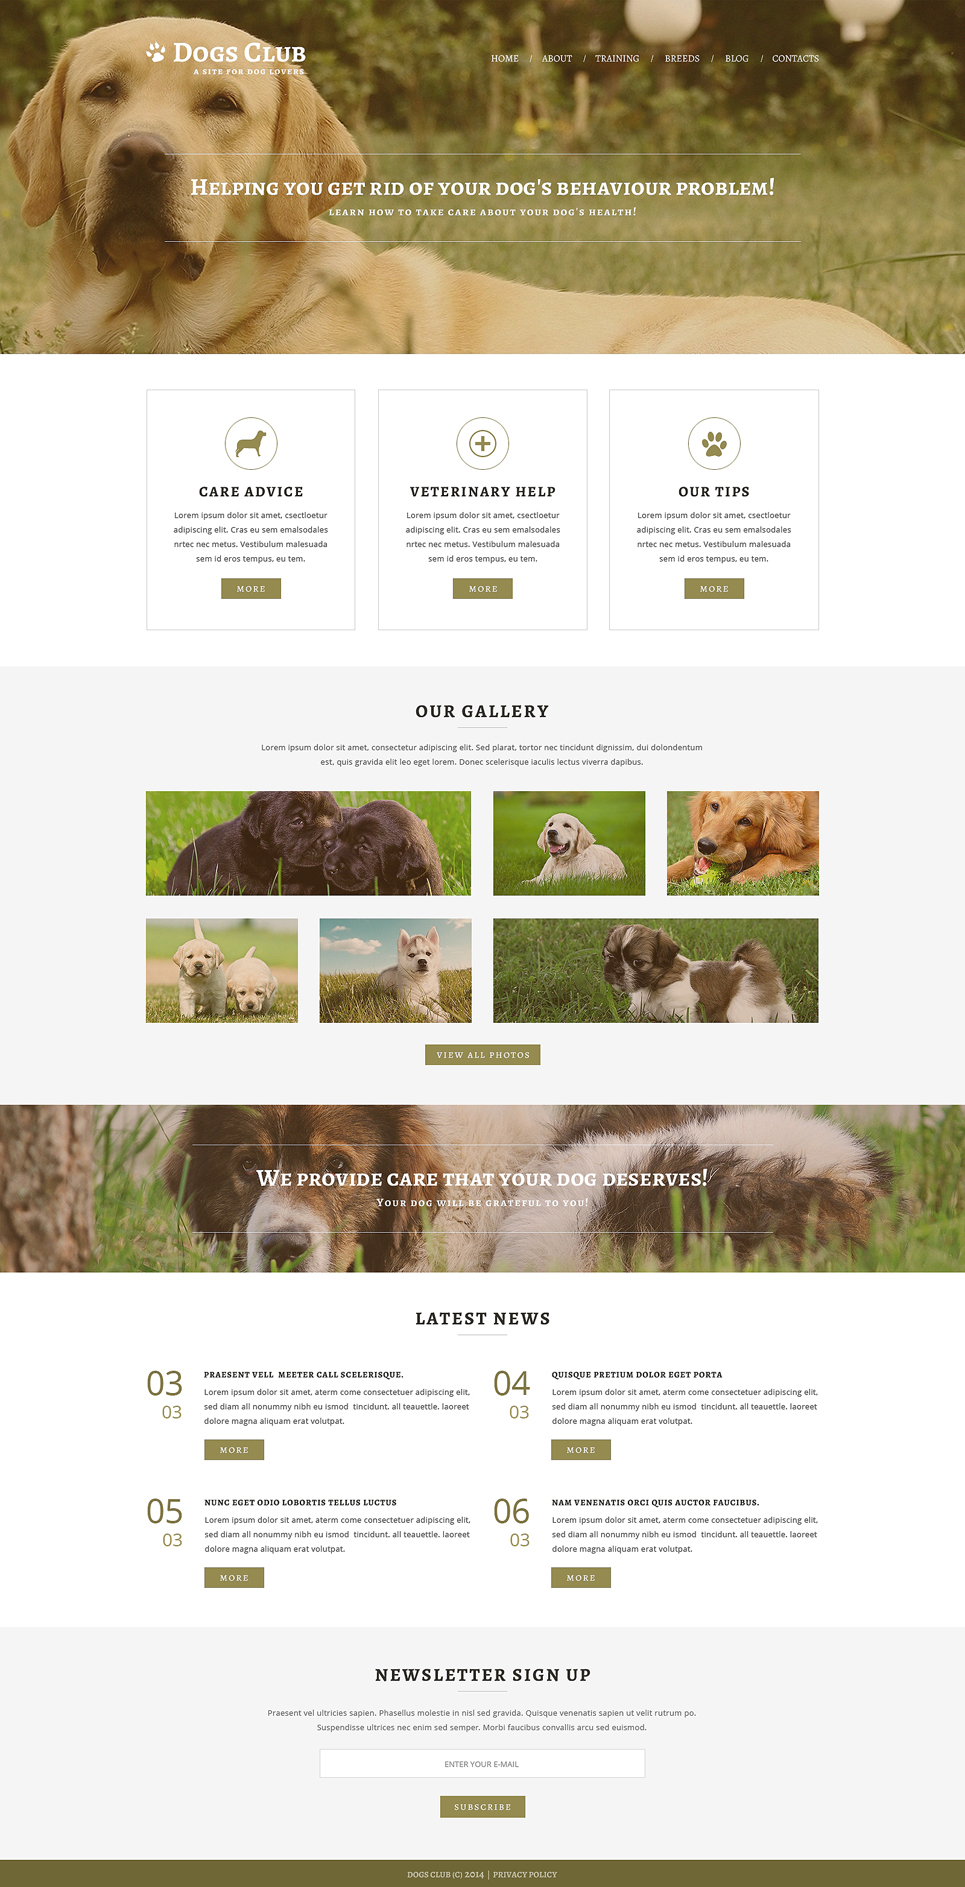 Dogs Club
A SITE FOR DOG LOVERS
HOME / ABOUT / TRAINING / BREEDS / BLOG / CONTACTS
Helping you get rid of your dog's behaviour problem!
learn how to take care about your dog's health!
CARE ADVICE
Lorem ipsum dolor sit amet, csectloetur
adipiscing elit. Cras eu sem emalsodales
nrtec nec metus. Vestibulum malesuada
sem id eros tempus, eu tem.
MORE
VETERINARY HELP
Lorem ipsum dolor sit amet, csectloetur
adipiscing elit. Cras eu sem emalsodales
nrtec nec metus. Vestibulum malesuada
sem id eros tempus, eu tem.
MORE
OUR TIPS
Lorem ipsum dolor sit amet, csectloetur
adipiscing elit. Cras eu sem emalsodales
nrtec nec metus. Vestibulum malesuada
sem id eros tempus, eu tem.
MORE
OUR GALLERY
Lorem ipsum dolor sit amet, consectetur adipiscing elit. Sed plarat, tortor nec tincidunt dignissim, dui dolondentum
est, quis gravida elit leo eget lorem. Donec scelerisque iaculis lectus viverra dapibus.
VIEW ALL PHOTOS
We provide care that your dog deserves!
Your dog will be grateful to you!
LATEST NEWS
03
03
PRAESENT VELL MEETER CALL SCELERISQUE.
Lorem ipsum dolor sit amet, aterm come consectetuer adipiscing elit,
sed diam all nonummy nibh eu ismod tincidunt. all teauettle. laoreet
dolore magna aliquam erat volutpat.
MORE
04
03
QUISQUE PRETIUM DOLOR EGET PORTA
Lorem ipsum dolor sit amet, aterm come consectetuer adipiscing elit,
sed diam all nonummy nibh eu ismod tincidunt. all teauettle. laoreet
dolore magna aliquam erat volutpat.
MORE
05
03
NUNC EGET ODIO LOBORTIS TELLUS LUCTUS
Lorem ipsum dolor sit amet, aterm come consectetuer adipiscing elit,
sed diam all nonummy nibh eu ismod tincidunt. all teauettle. laoreet
dolore magna aliquam erat volutpat.
MORE
06
03
NAM VENENATIS ORCI QUIS AUCTOR FAUCIBUS.
Lorem ipsum dolor sit amet, aterm come consectetuer adipiscing elit,
sed diam all nonummy nibh eu ismod tincidunt. all teauettle. laoreet
dolore magna aliquam erat volutpat.
MORE
NEWSLETTER SIGN UP
Praesent vel ultricies sapien. Phasellus molestie in nisl sed gravida. Quisque venenatis sapien ut velit rutrum po.
Suspendisse ultrices nec enim sed semper. Morbi faucibus convallis arcu sed euismod.
ENTER YOUR E-MAIL
SUBSCRIBE
DOGS CLUB (C) 2014 | PRIVACY POLICY